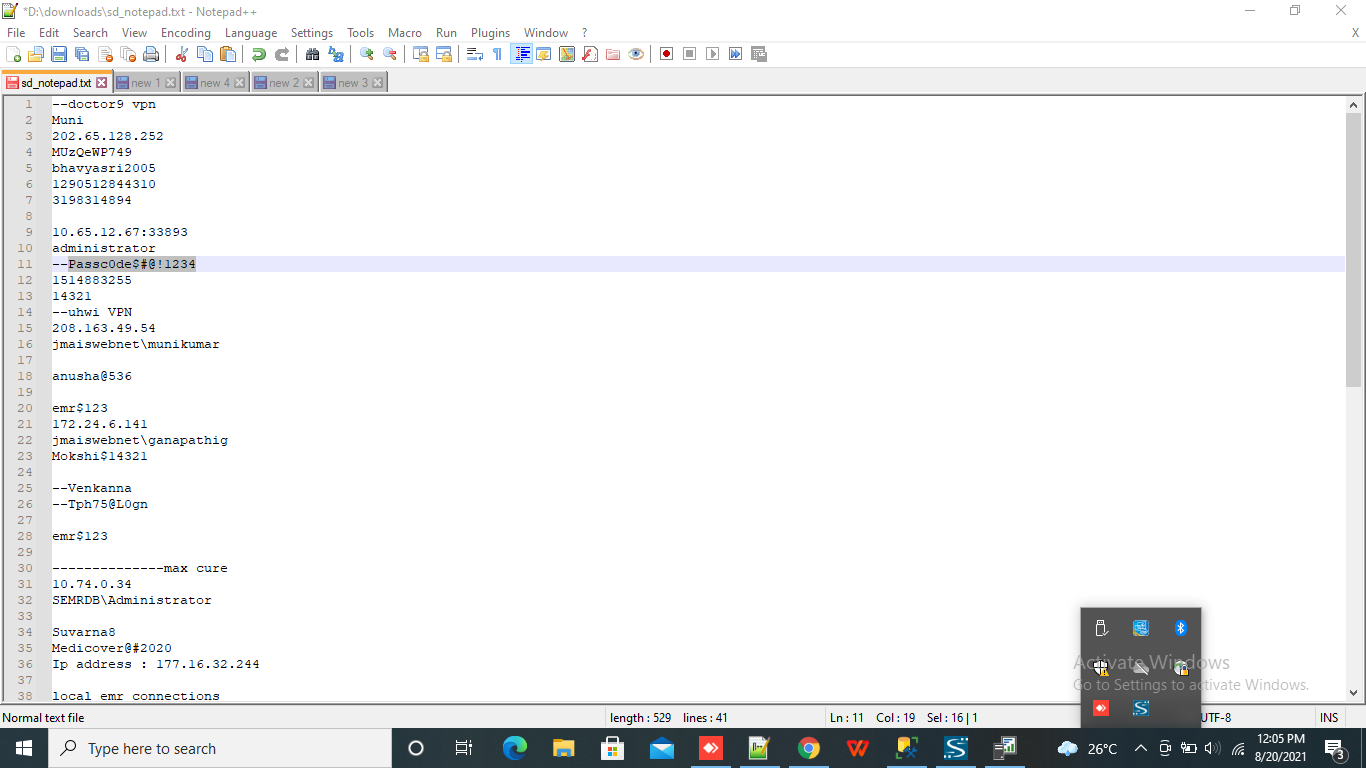 *D:\downloads\sd_notepad.txt - Notepad++
File Edit Search View Encoding Language Settings Tools Macro Run Plugins Window ? X
sd_notepad.txt new 1 new 4 new 2 new 3
1 --doctor9 vpn
2 Muni
3 202.65.128.252
4 MUzQeWP749
5 bhavyasri2005
6 1290512844310
7 3198314894
8
9 10.65.12.67:33893
10 administrator
11 --Passc0de$#@!1234
12 1514883255
13 14321
14 --uhwi VPN
15 208.163.49.54
16 jmaiswebnet\munikumar
17
18 anusha@536
19
20 emr$123
21 172.24.6.141
22 jmaiswebnet\ganapathig
23 Mokshi$14321
24
25 --Venkanna
26 --Tph75@L0gn
27
28 emr$123
29
30 --------------max cure
31 10.74.0.34
32 SEMRDB\Administrator
33
34 Suvarna8
35 Medicover@#2020
36 Ip address : 177.16.32.244
37
38 local emr connections
Activate Windows
Go to Settings to activate Windows.
Normal text file length : 529 lines : 41 Ln : 11 Col : 19 Sel : 16 | 1 UTF-8 INS
Type here to search
26°C
12:05 PM
8/20/2021
3